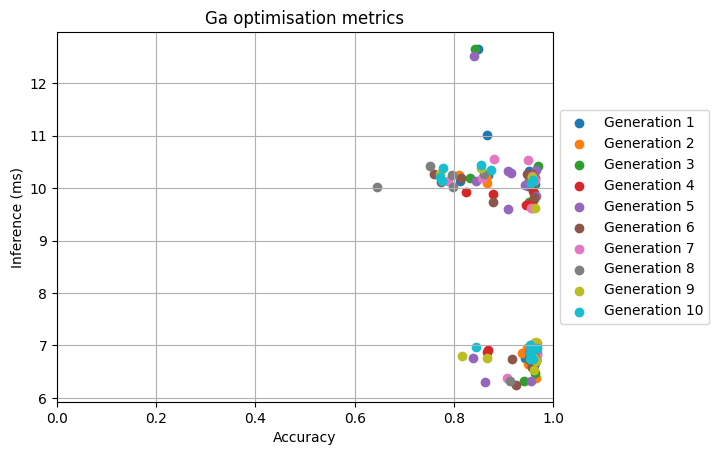 Ga optimisation metrics
Inference (ms)
12
11
10
9
8
7
6
0.0 0.2 0.4 0.6 0.8 1.0
Accuracy
Generation 1
Generation 2
Generation 3
Generation 4
Generation 5
Generation 6
Generation 7
Generation 8
Generation 9
Generation 10